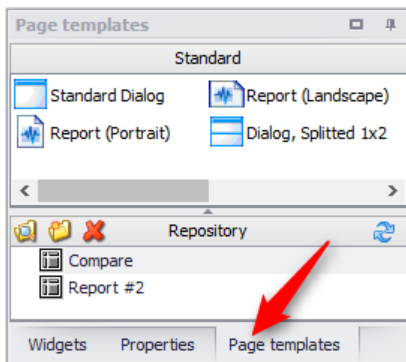 Page templates
Standard
Standard Dialog Report (Landscape)
Report (Portrait) Dialog, Splitted 1x2
Repository
Compare
Report #2
Widgets Properties Page templates